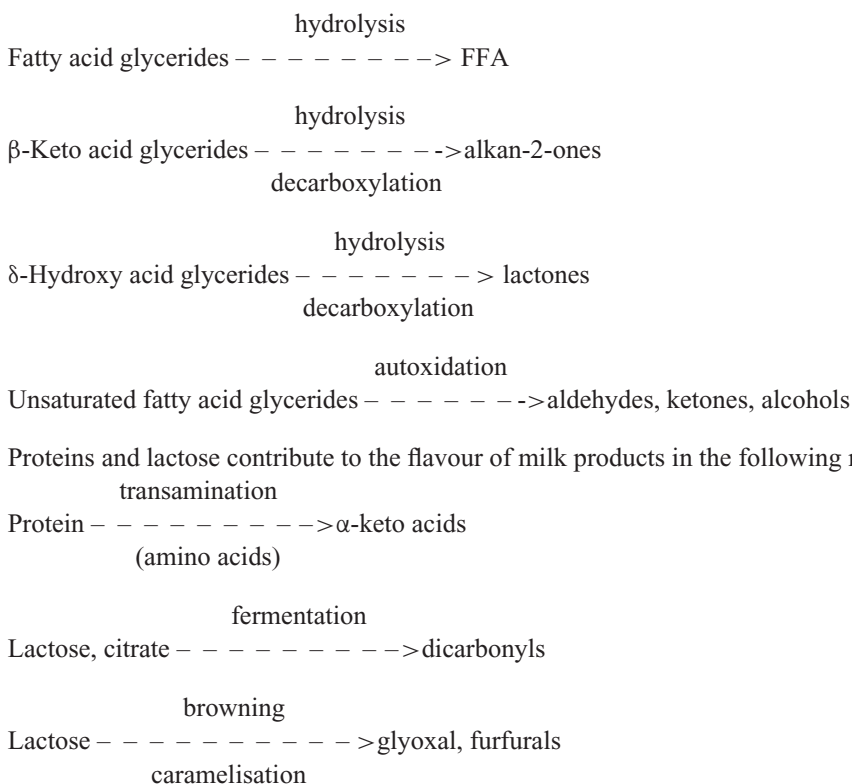 hydrolysis
Fatty acid glycerides – – – – – – – –> FFA
hydrolysis
β-Keto acid glycerides – – – – – – – ->alkan-2-ones
decarboxylation
hydrolysis
δ-Hydroxy acid glycerides – – – – – – – > lactones
decarboxylation
autoxidation
Unsaturated fatty acid glycerides – – – – – – ->aldehydes, ketones, alcohols
Proteins and lactose contribute to the flavour of milk products in the following
transamination
Protein – – – – – – – – –>α-keto acids
(amino acids)
fermentation
Lactose, citrate – – – – – – – – –>dicarbonyls
browning
Lactose – – – – – – – – – – >glyoxal, furfurals
caramelisation